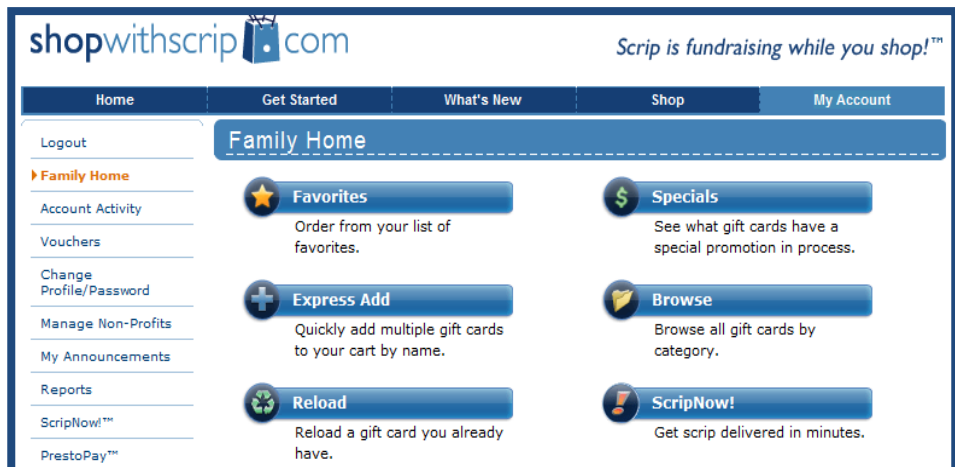 shopwithscrip.com
Scrip is fundraising while you shop!™
Home Get Started What's New Shop My Account
Logout
Family Home
Account Activity
Vouchers
Change
Profile/Password
Manage Non-Profits
My Announcements
Reports
ScripNow!™
PrestoPay™
Family Home
Favorites
Order from your list of
favorites.
Specials
See what gift cards have a
special promotion in process.
Express Add
Quickly add multiple gift cards
to your cart by name.
Browse
Browse all gift cards by
category.
Reload
Reload a gift card you already
have.
ScripNow!
Get scrip delivered in minutes.